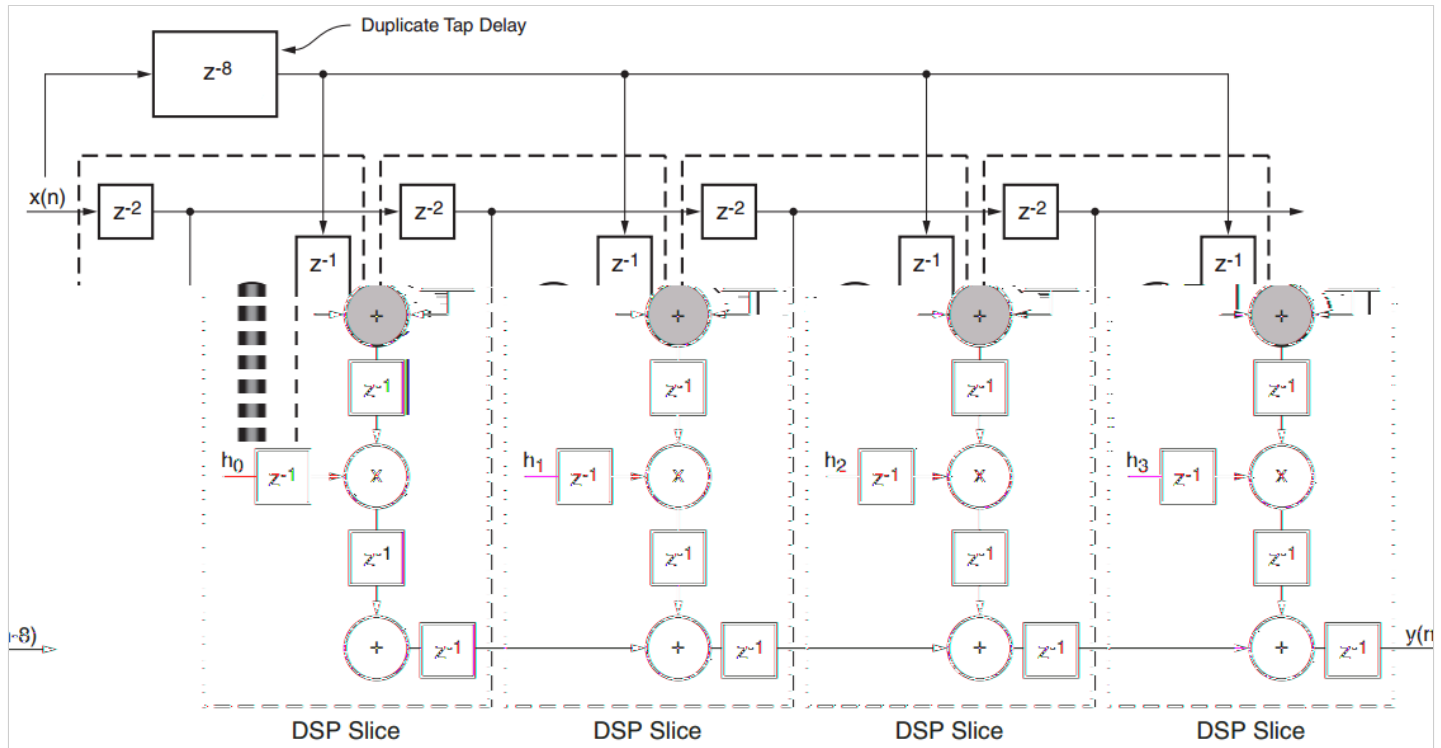 Duplicate Tap Delay
z-8
x(n)
z-2
z-2
z-2
z-2
z-1
z-1
z-1
z-1
+
+
+
+
z-1
z-1
z-1
z-1
h0
z-1
x
h1
z-1
x
h2
z-1
x
h3
z-1
x
z-1
z-1
z-1
z-1
-8)
+
z-1
+
z-1
+
z-1
+
z-1
y(n
DSP Slice
DSP Slice
DSP Slice
DSP Slice